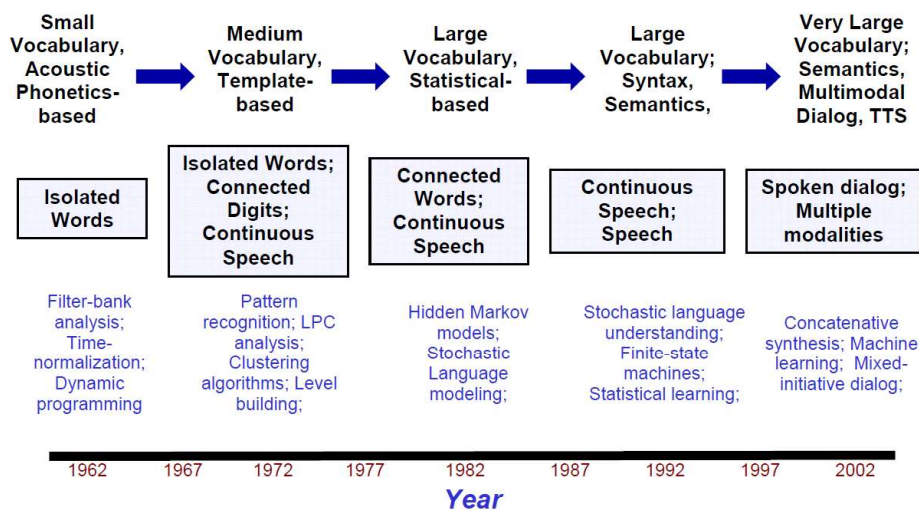 Small
Vocabulary,
Acoustic
Phonetics-
based
Medium
Vocabulary,
Template-
based
Large
Vocabulary,
Statistical-
based
Large
Vocabulary;
Syntax,
Semantics,
Very Large
Vocabulary;
Semantics,
Multimodal
Dialog, TTS
Isolated
Words
Isolated Words;
Connected
Digits;
Continuous
Speech
Connected
Words;
Continuous
Speech
Continuous
Speech;
Speech
Spoken dialog;
Multiple
modalities
Filter-bank
analysis;
Time-
normalization;
Dynamic
programming
Pattern
recognition; LPC
analysis;
Clustering
algorithms; Level
building;
Hidden Markov
models;
Stochastic
Language
modeling;
Stochastic language
understanding;
Finite-state
machines;
Statistical learning;
Concatenative
synthesis; Machine
learning; Mixed-
initiative dialog;
1962 1967 1972 1977 1982 1987 1992 1997 2002
Year